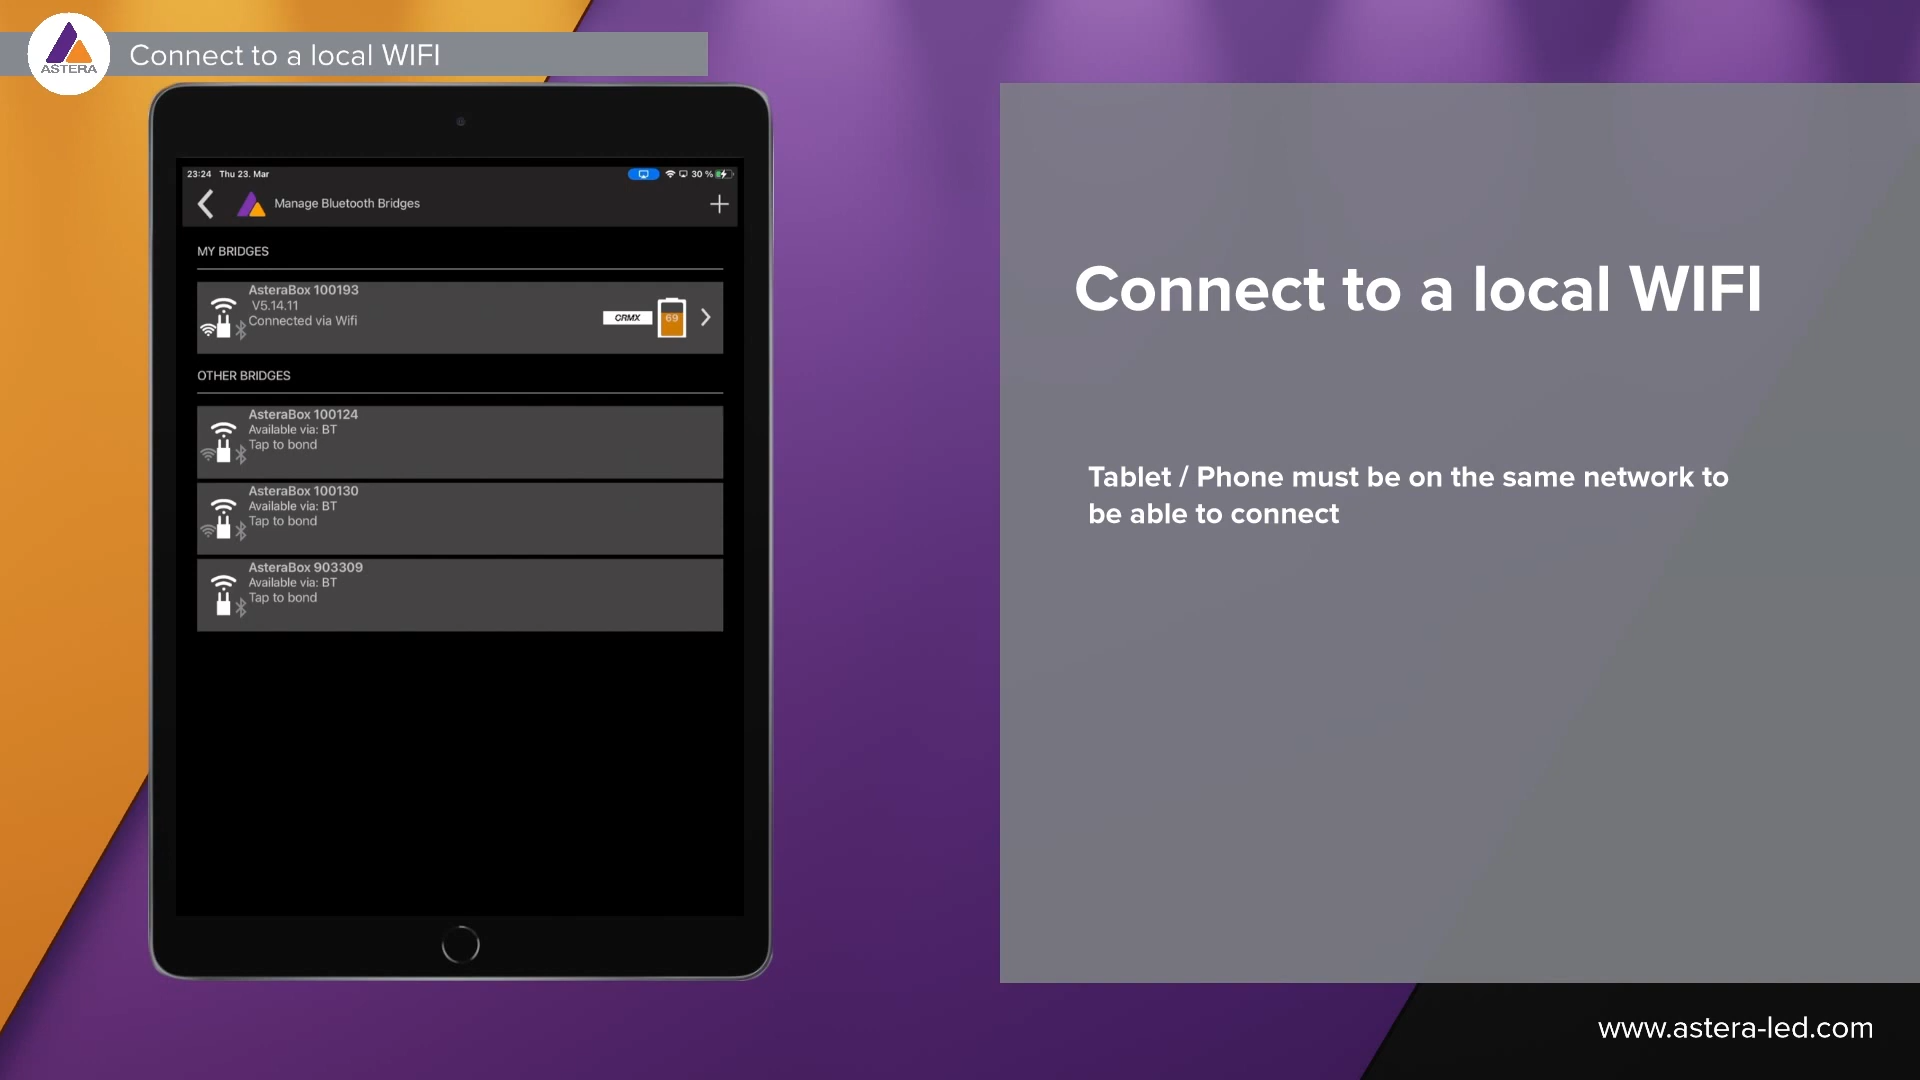 ASTERA
Connect to a local WIFI
23:24 Thu 23. Mar
30 %
Manage Bluetooth Bridges
MY BRIDGES
AsteraBox 100193
V5.14.11
Connected via Wifi
CRMX
69
OTHER BRIDGES
AsteraBox 100124
Available via: BT
Tap to bond
AsteraBox 100130
Available via: BT
Tap to bond
AsteraBox 903309
Available via: BT
Tap to bond
Connect to a local WIFI
Tablet / Phone must be on the same network to
be able to connect
www.astera-led.com